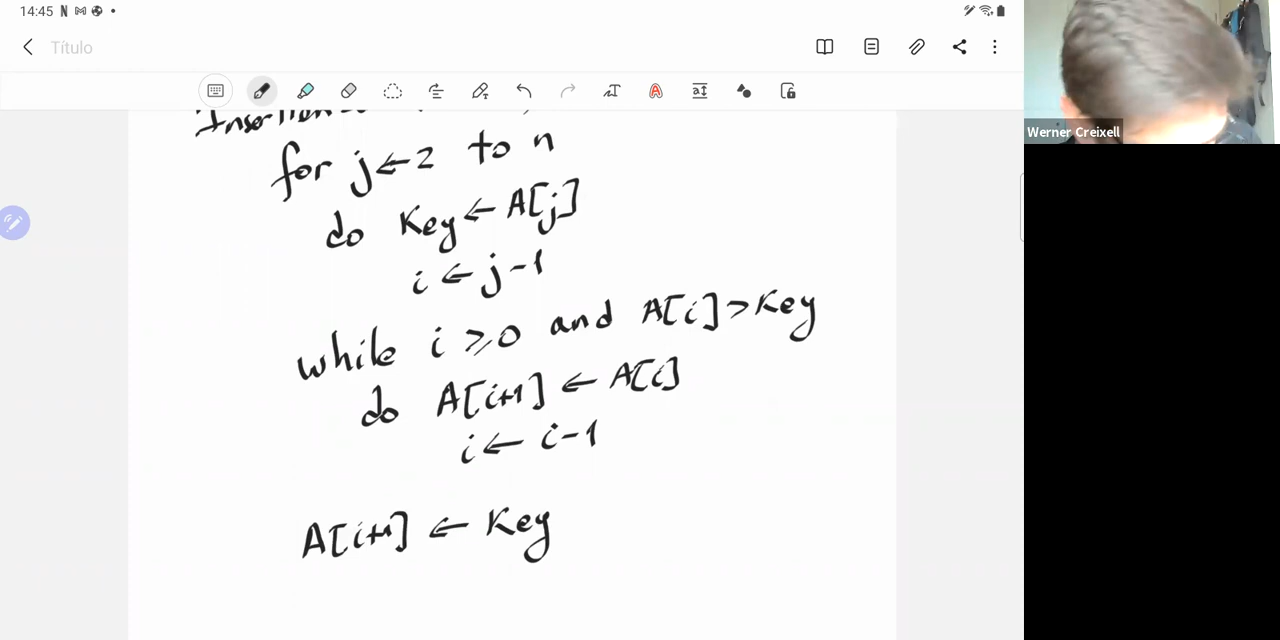 14:45
Título
Werner Creixell
for j ← 2 to n
do Key ← A[j]
i ← j-1
while i ≥ 0 and A[i] > Key
do A[i+1] ← A[i]
i ← i-1
A[i+1] ← Key